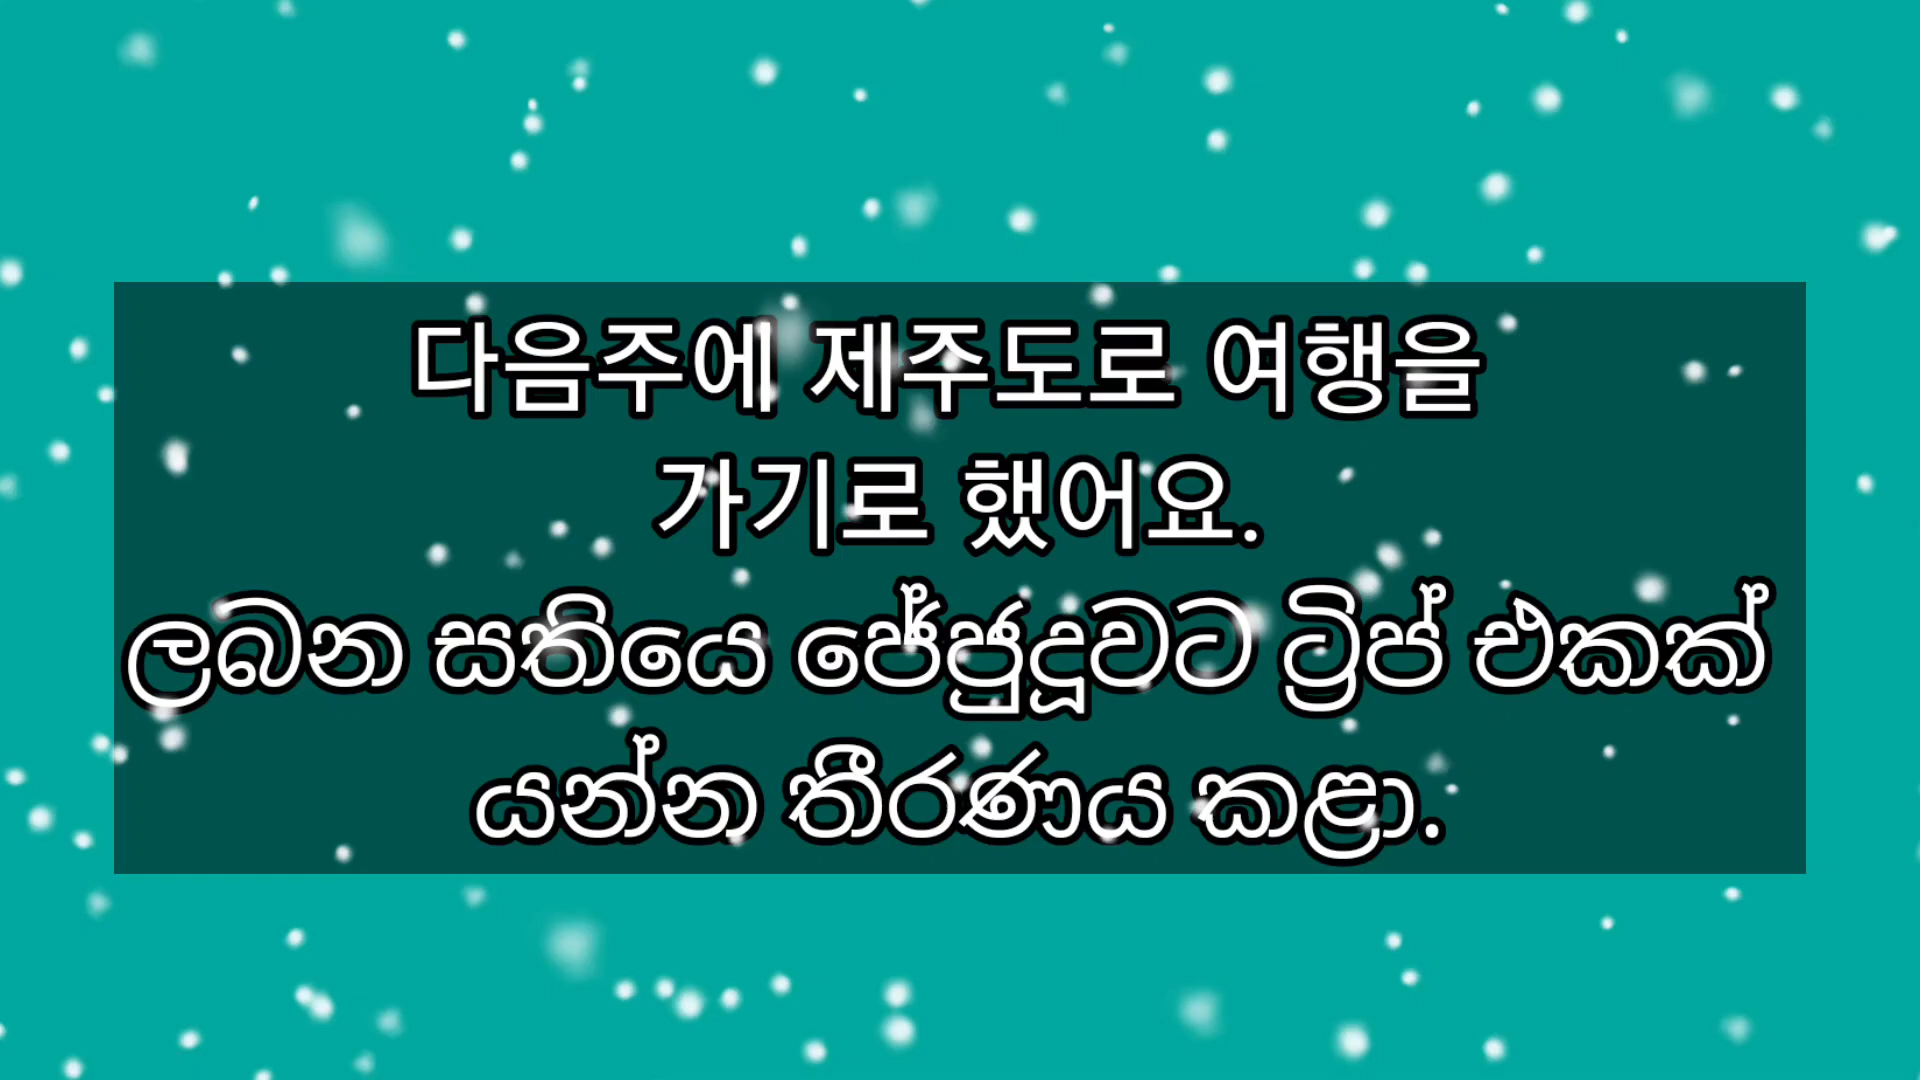 다음주에 제주도로 여행을
가기로 했어요.
ලබන සතියෙ ජේජුදූවට ට්‍රිප් එකක්
යන්න තීරණය කළා.